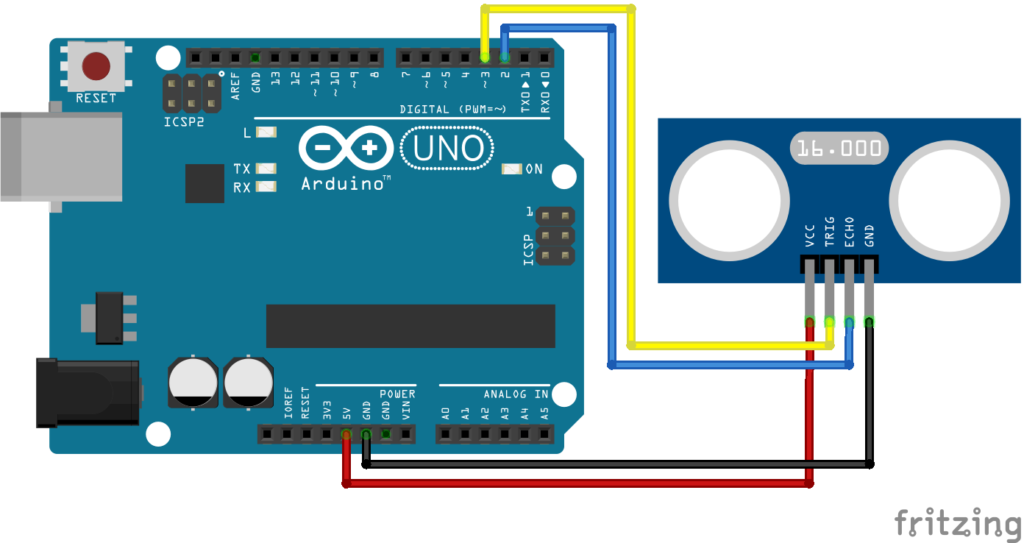 RESET
ICSP2
AREF
GND
13
12
~11
~10
~9
8
7
~6
~5
4
~3
2
TX0▶1
RX0◀0
DIGITAL (PWM=~)
L
TX
RX
Arduino™
UNO
ON
1
ICSP
16.000
VCC
TRIG
ECHO
GND
IOREF
RESET
3V3
5V
GND
GND
VIN
POWER
ANALOG IN
A0
A1
A2
A3
A4
A5
fritzing